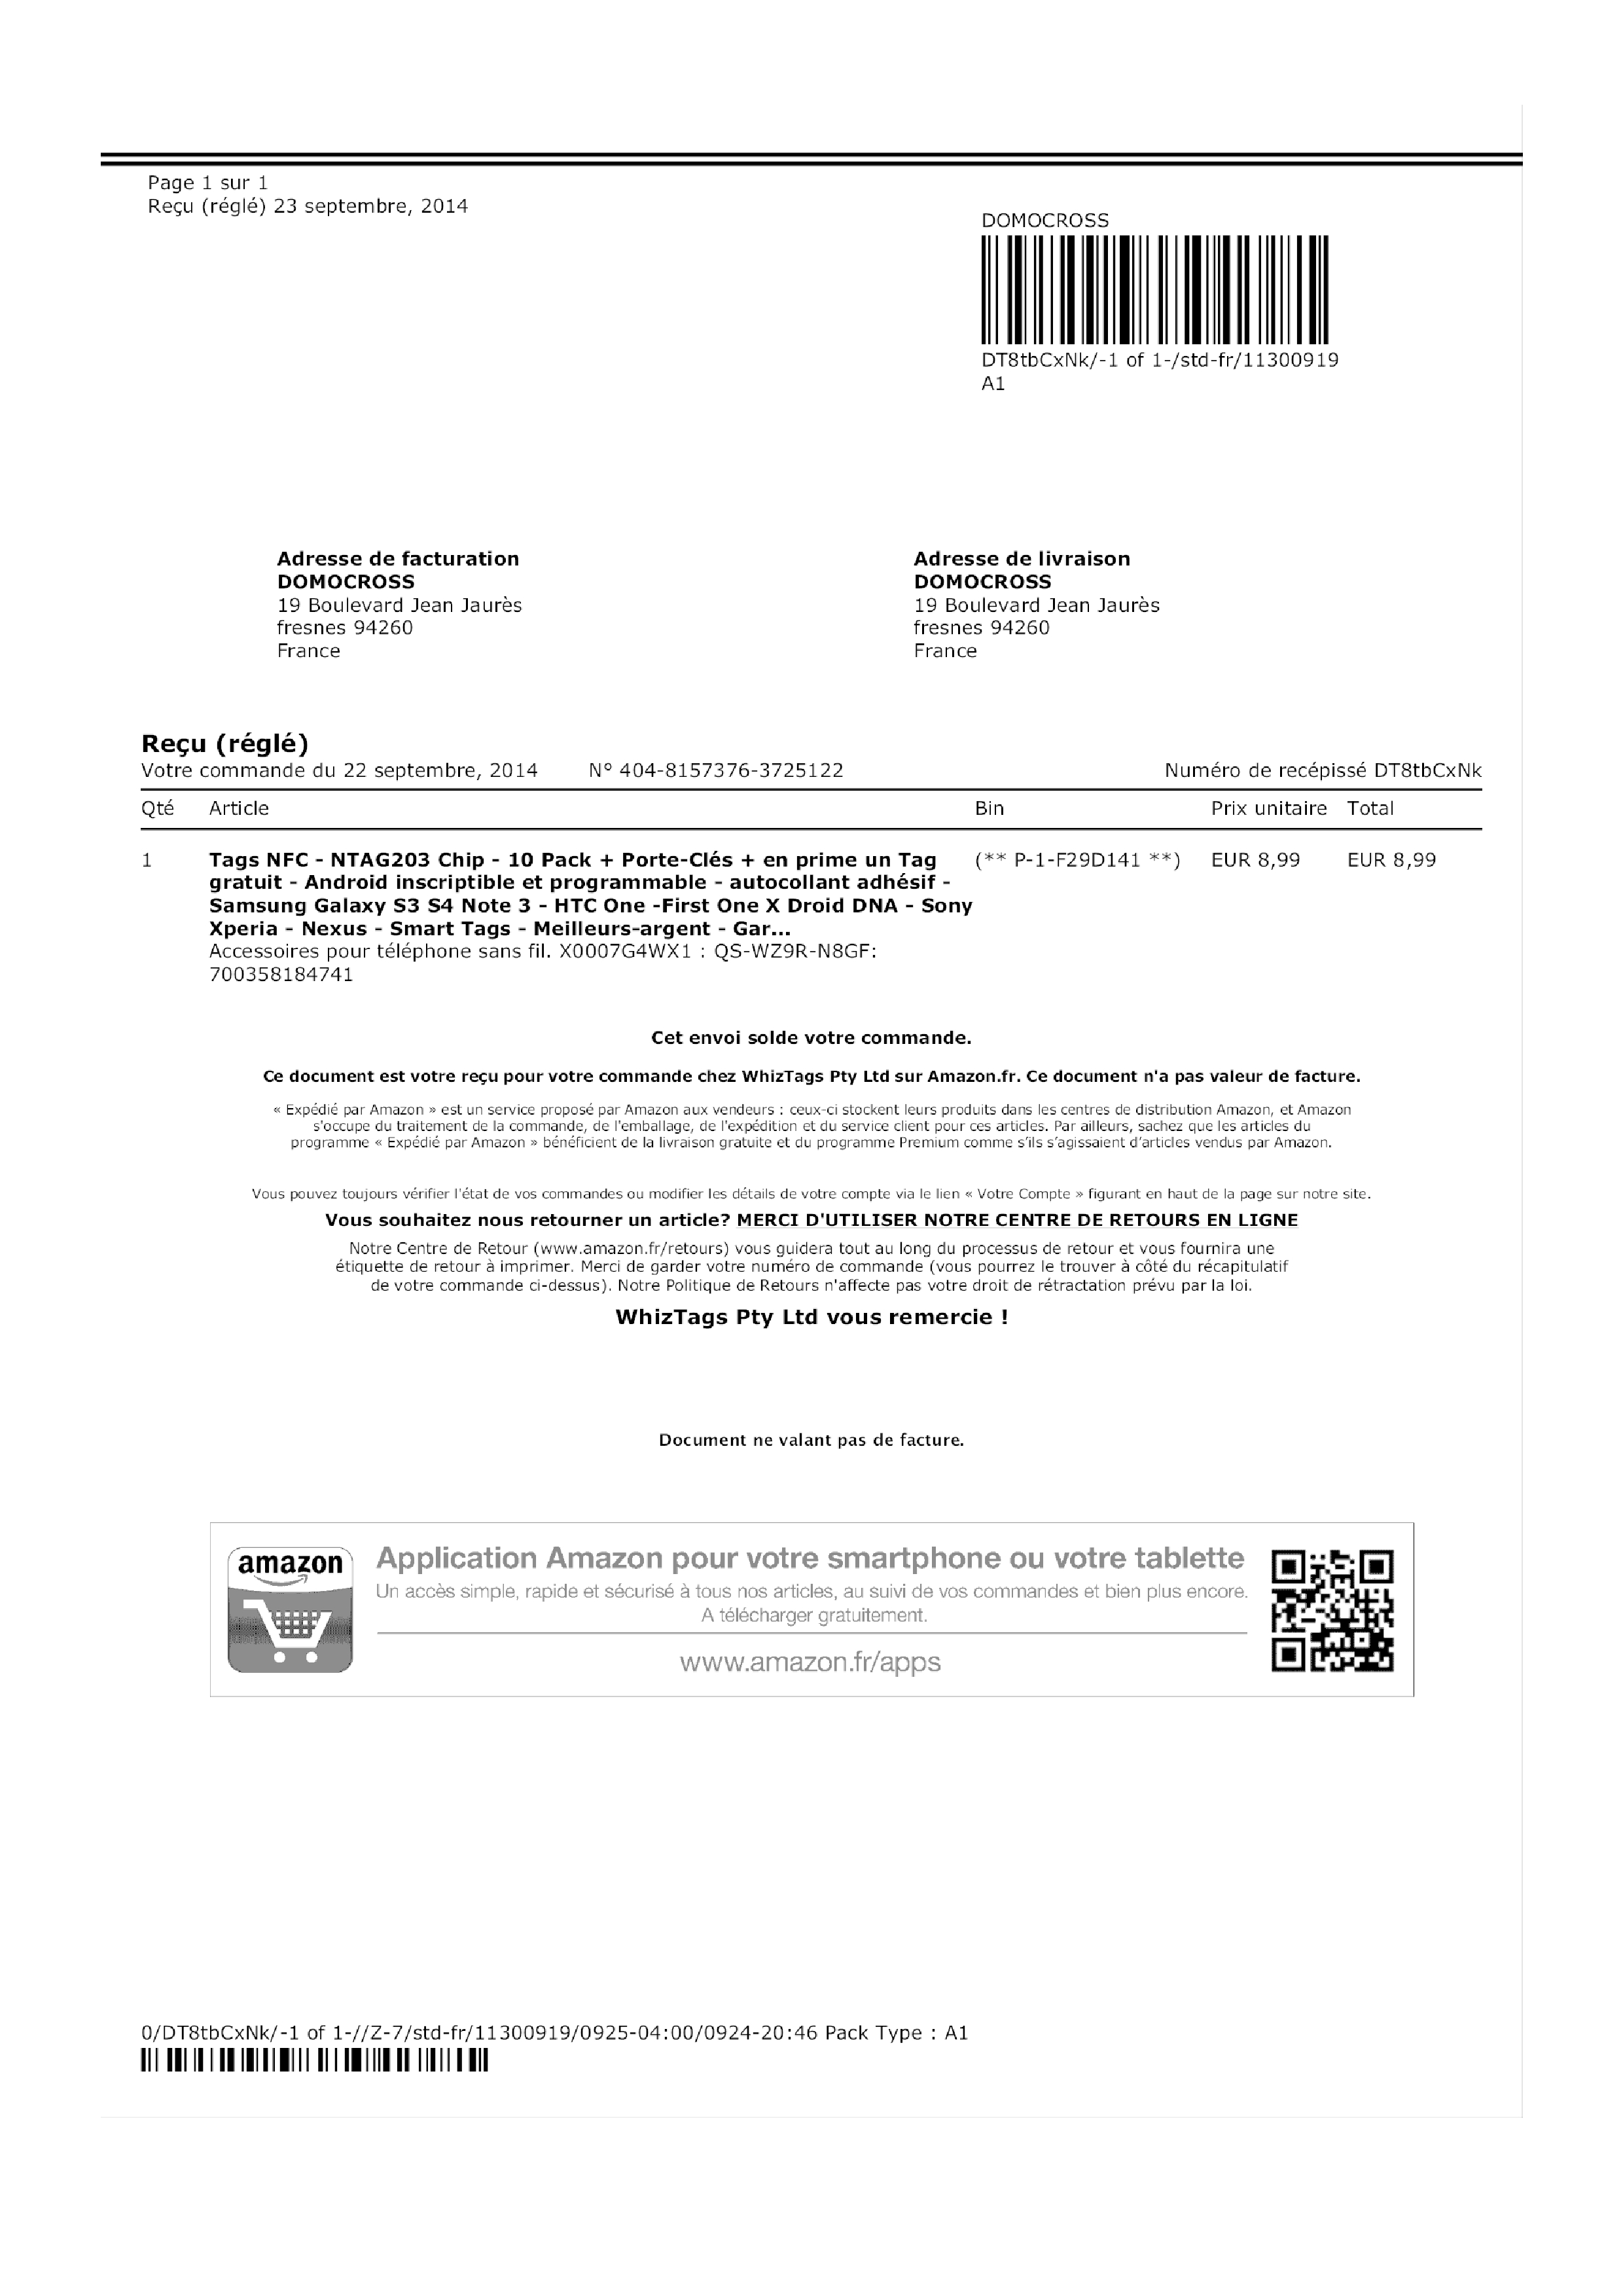 Page 1 sur 1
Reçu (réglé) 23 septembre, 2014
DOMOCROSS
DT8tbCxNk/-1 of 1-/std-fr/11300919
A1
Adresse de facturation
DOMOCROSS
19 Boulevard Jean Jaurès
fresnes 94260
France
Adresse de livraison
DOMOCROSS
19 Boulevard Jean Jaurès
fresnes 94260
France
Reçu (réglé)
Votre commande du 22 septembre, 2014 N° 404-8157376-3725122 Numéro de recépissé DT8tbCxNk
Qté Article Bin Prix unitaire Total
1 Tags NFC - NTAG203 Chip - 10 Pack + Porte-Clés + en prime un Tag (** P-1-F29D141 **) EUR 8,99 EUR 8,99
gratuit - Android inscriptible et programmable - autocollant adhésif -
Samsung Galaxy S3 S4 Note 3 - HTC One -First One X Droid DNA - Sony
Xperia - Nexus - Smart Tags - Meilleurs-argent - Gar...
Accessoires pour téléphone sans fil. X0007G4WX1 : QS-WZ9R-N8GF:
700358184741
Cet envoi solde votre commande.
Ce document est votre reçu pour votre commande chez WhizTags Pty Ltd sur Amazon.fr. Ce document n'a pas valeur de facture.
« Expédié par Amazon » est un service proposé par Amazon aux vendeurs : ceux-ci stockent leurs produits dans les centres de distribution Amazon, et Amazon
s'occupe du traitement de la commande, de l'emballage, de l'expédition et du service client pour ces articles. Par ailleurs, sachez que les articles du
programme « Expédié par Amazon » bénéficient de la livraison gratuite et du programme Premium comme s’ils s’agissaient d’articles vendus par Amazon.
Vous pouvez toujours vérifier l'état de vos commandes ou modifier les détails de votre compte via le lien « Votre Compte » figurant en haut de la page sur notre site.
Vous souhaitez nous retourner un article? MERCI D'UTILISER NOTRE CENTRE DE RETOURS EN LIGNE
Notre Centre de Retour (www.amazon.fr/retours) vous guidera tout au long du processus de retour et vous fournira une
étiquette de retour à imprimer. Merci de garder votre numéro de commande (vous pourrez le trouver à côté du récapitulatif
de votre commande ci-dessus). Notre Politique de Retours n'affecte pas votre droit de rétractation prévu par la loi.
WhizTags Pty Ltd vous remercie !
Document ne valant pas de facture.
amazon
Application Amazon pour votre smartphone ou votre tablette
Un accès simple, rapide et sécurisé à tous nos articles, au suivi de vos commandes et bien plus encore.
A télécharger gratuitement.
www.amazon.fr/apps
0/DT8tbCxNk/-1 of 1-//Z-7/std-fr/11300919/0925-04:00/0924-20:46 Pack Type : A1